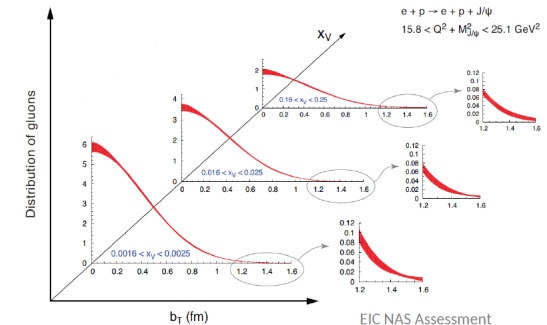 e + p → e + p + J/ψ
15.8 < Q² + M²J/ψ < 25.1 GeV²
xV
Distribution of gluons
2
1
0
0.16 < xV < 0.25
0 0.2 0.4 0.6 0.8 1 1.2 1.4 1.6
0.12
0.1
0.08
0.06
0.04
0.02
0
1.2 1.4 1.6
4
3
2
1
0
0.016 < xV < 0.025
0 0.2 0.4 0.6 0.8 1 1.2 1.4 1.6
0.12
0.1
0.08
0.06
0.04
0.02
0
1.2 1.4 1.6
6
5
4
3
2
1
0
0.0016 < xV < 0.0025
0 0.2 0.4 0.6 0.8 1 1.2 1.4 1.6
0.12
0.1
0.08
0.06
0.04
0.02
0
1.2 1.4 1.6
bT (fm)
EIC NAS Assessment